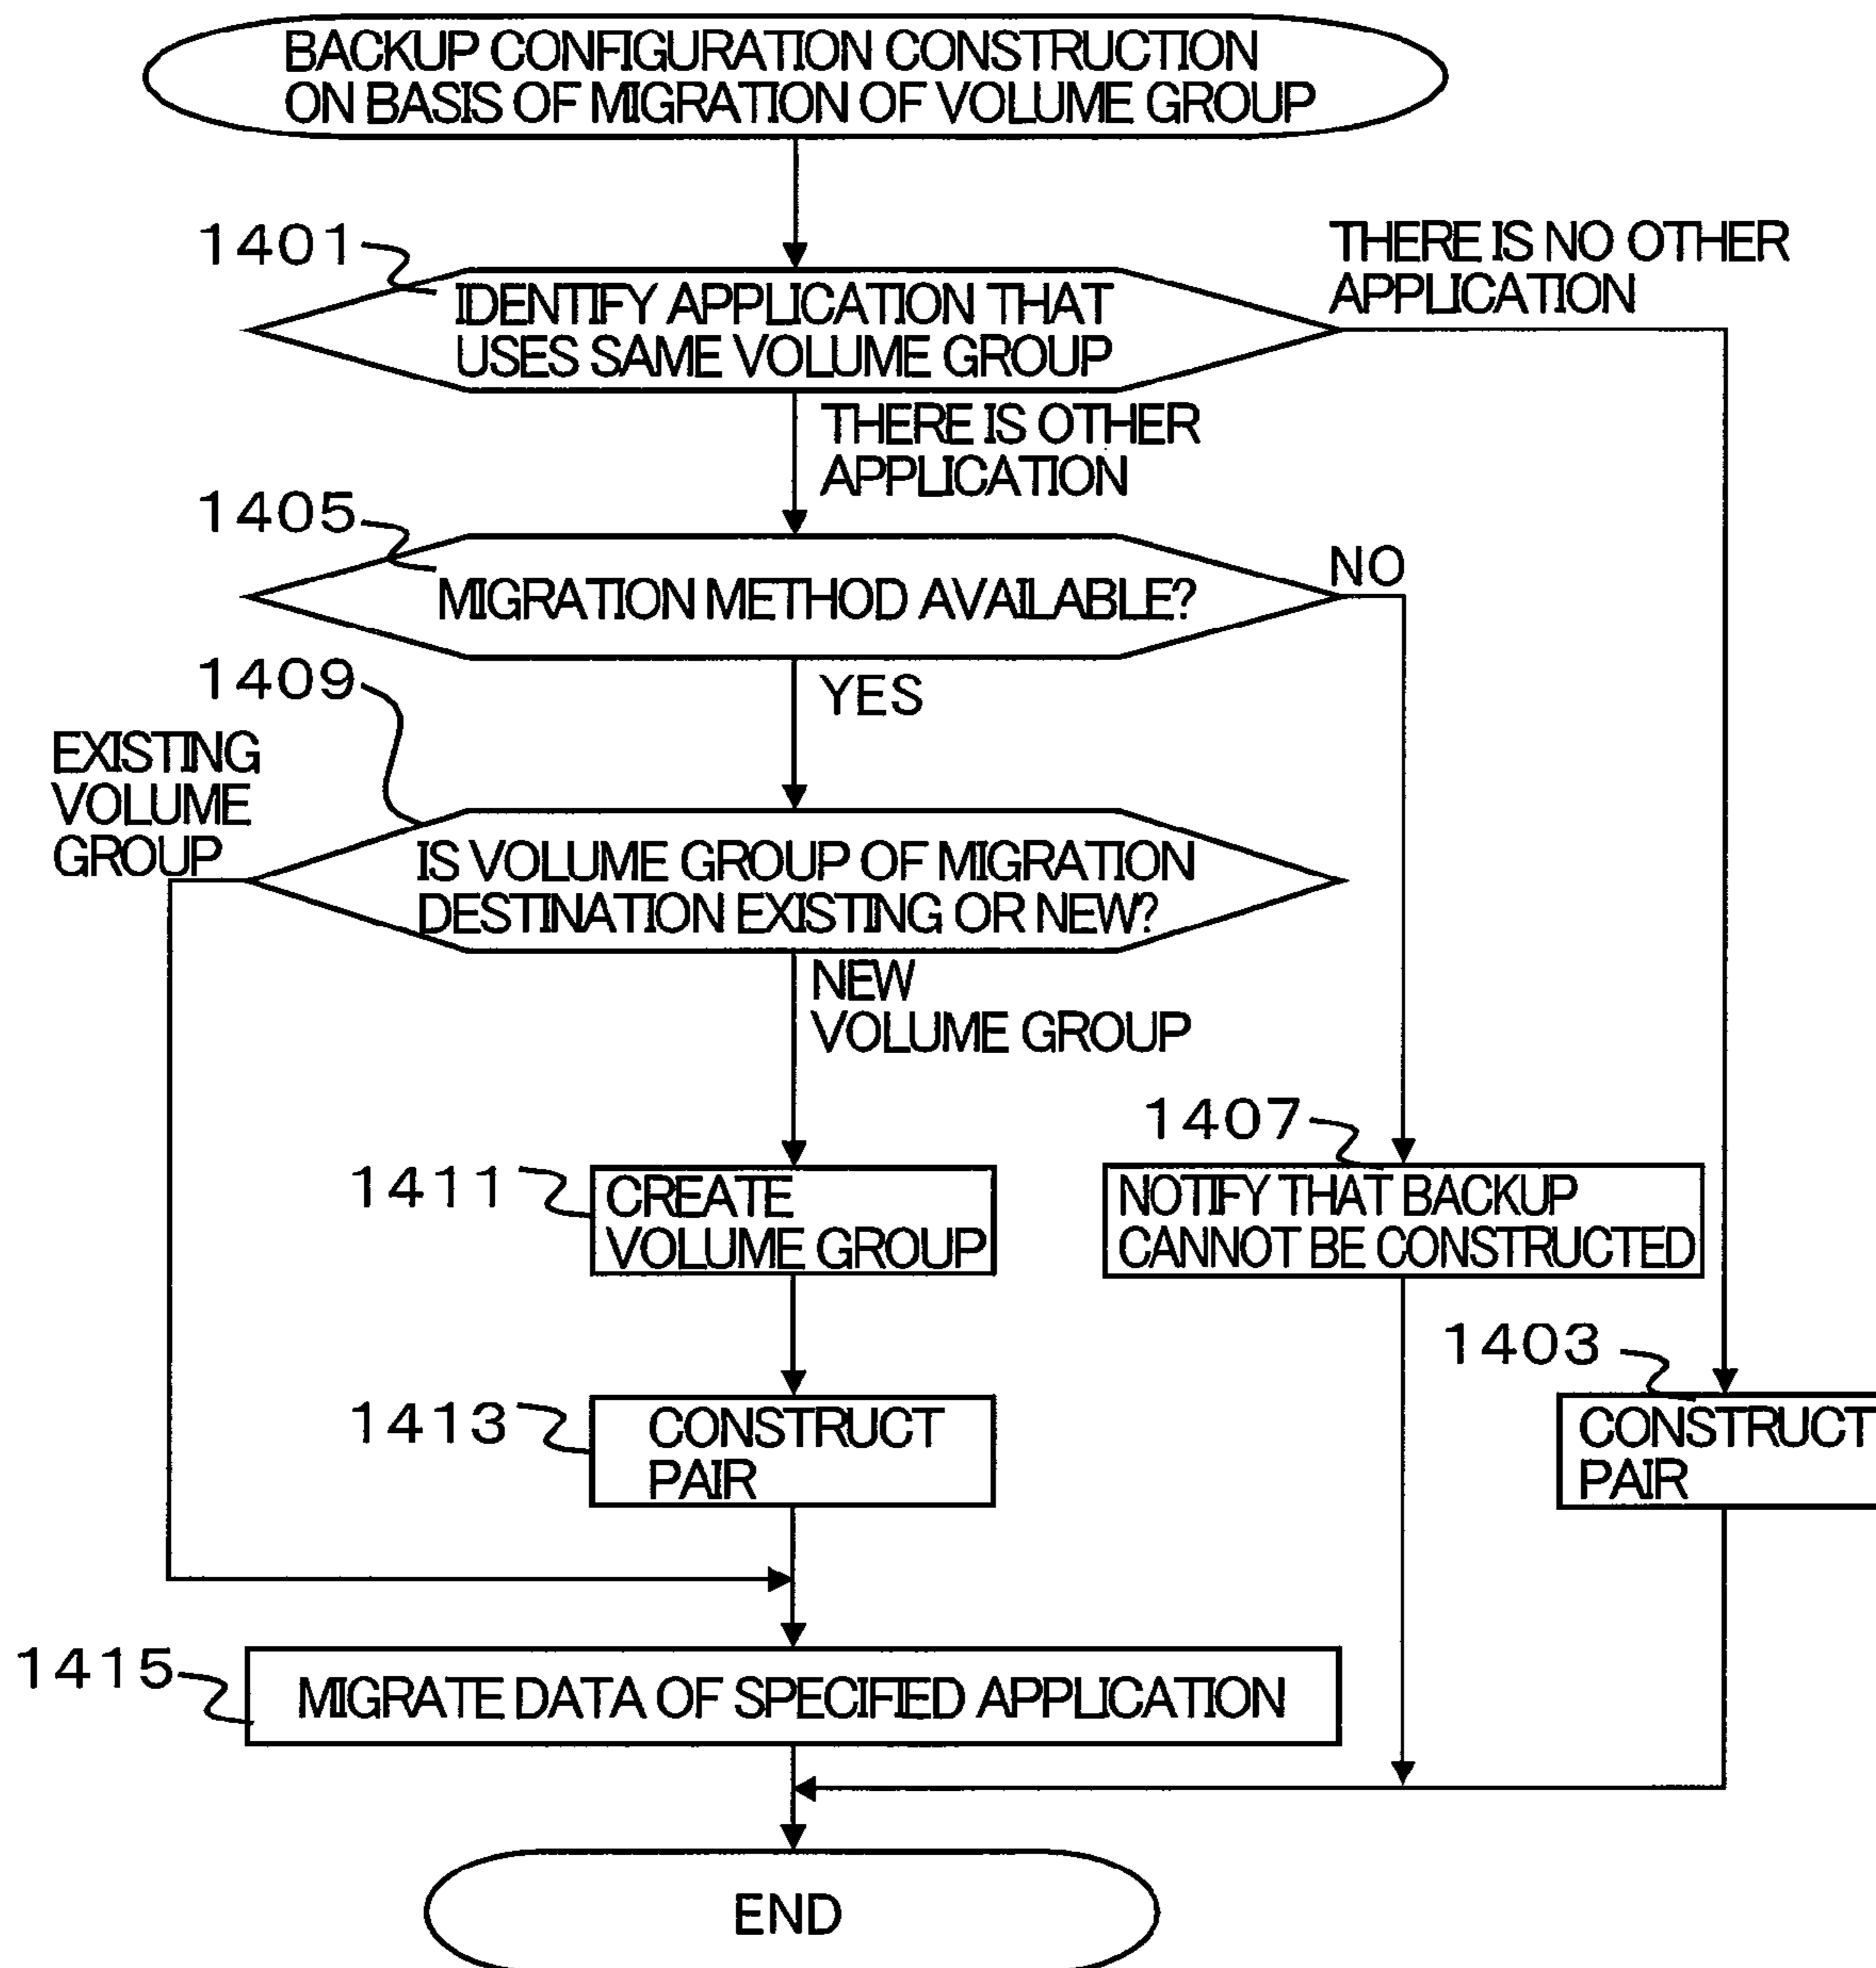 BACKUP CONFIGURATION CONSTRUCTION
ON BASIS OF MIGRATION OF VOLUME GROUP
1401
THERE IS NO OTHER
APPLICATION
IDENTIFY APPLICATION THAT
USES SAME VOLUME GROUP
THERE IS OTHER
APPLICATION
1405
NO
MIGRATION METHOD AVAILABLE?
1409
YES
EXISTING
VOLUME
GROUP
IS VOLUME GROUP OF MIGRATION
DESTINATION EXISTING OR NEW?
NEW
VOLUME GROUP
1407
1411
CREATE
VOLUME GROUP
NOTIFY THAT BACKUP
CANNOT BE CONSTRUCTED
1403
1413
CONSTRUCT
PAIR
CONSTRUCT
PAIR
1415
MIGRATE DATA OF SPECIFIED APPLICATION
END